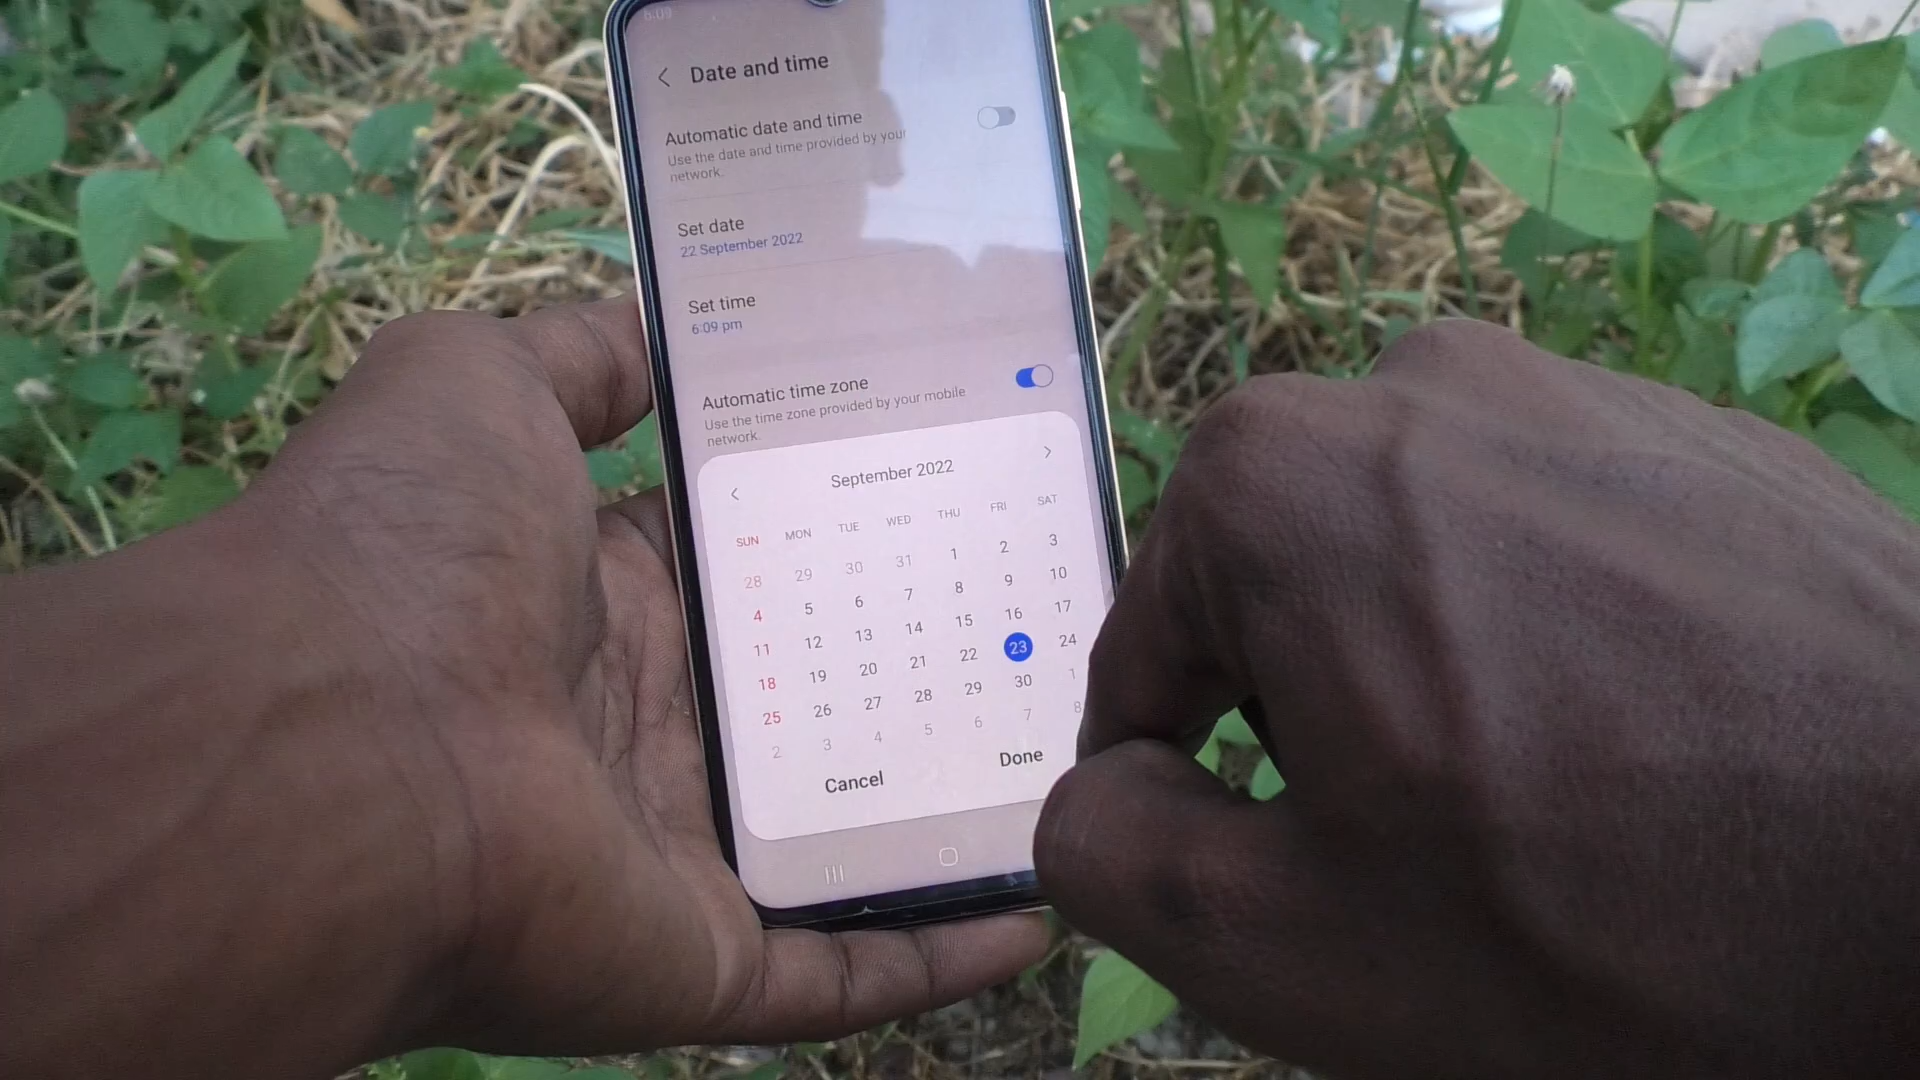 6:09
Date and time
Automatic date and time
Use the date and time provided by your
network.
Set date
22 September 2022
Set time
6:09 pm
Automatic time zone
Use the time zone provided by your mobile
network.
September 2022
SUN MON TUE WED THU FRI SAT
28 29 30 31 1 2 3
4 5 6 7 8 9 10
11 12 13 14 15 16 17
18 19 20 21 22 23 24
25 26 27 28 29 30 1
2 3 4 5 6 7 8
Cancel Done